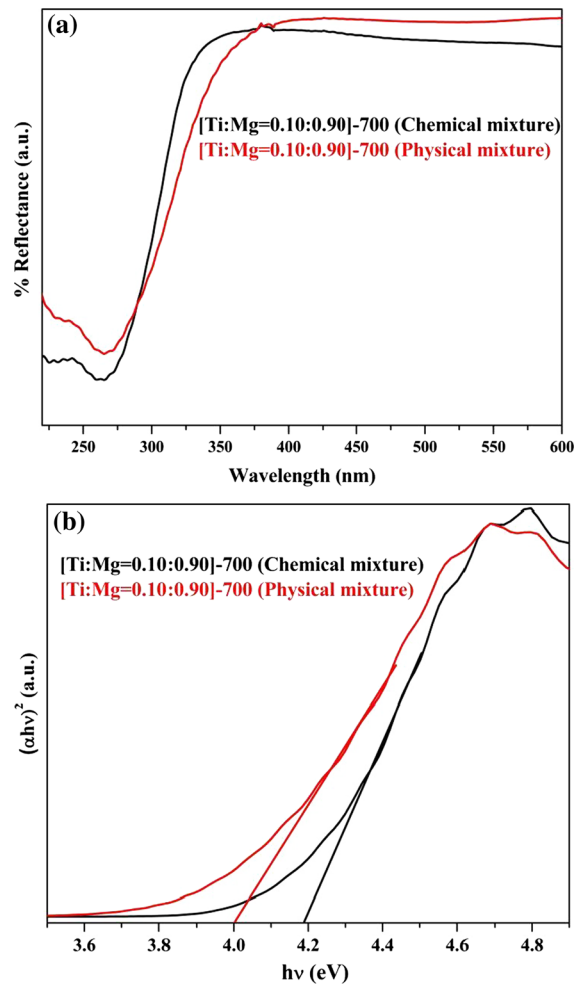 (a)
[Ti:Mg=0.10:0.90]-700 (Chemical mixture)
[Ti:Mg=0.10:0.90]-700 (Physical mixture)
% Reflectance (a.u.)
250 300 350 400 450 500 550 600
Wavelength (nm)
(b)
[Ti:Mg=0.10:0.90]-700 (Chemical mixture)
[Ti:Mg=0.10:0.90]-700 (Physical mixture)
(αhν)²(a.u.)
3.6 3.8 4.0 4.2 4.4 4.6 4.8
hν (eV)